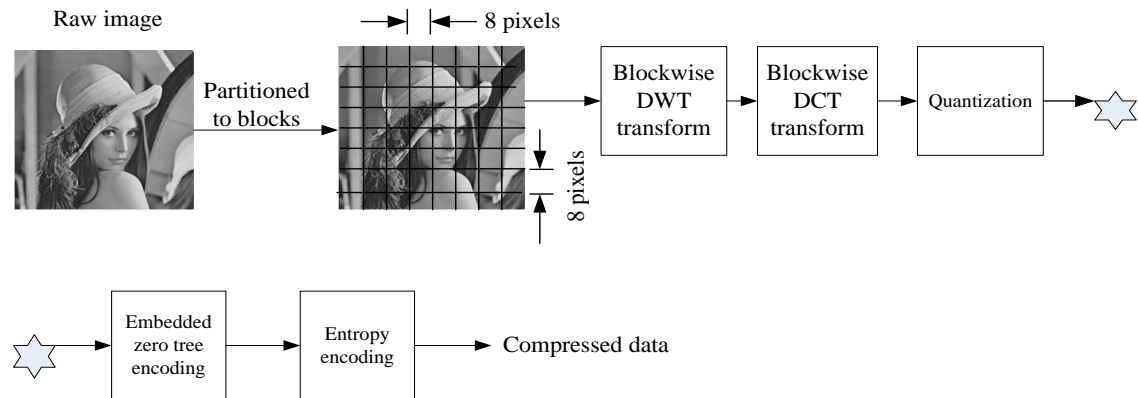 Raw image
8 pixels
Partitioned
to blocks
Blockwise
DWT
transform
Blockwise
DCT
transform
Quantization
8 pixels
Embedded
zero tree
encoding
Entropy
encoding
Compressed data